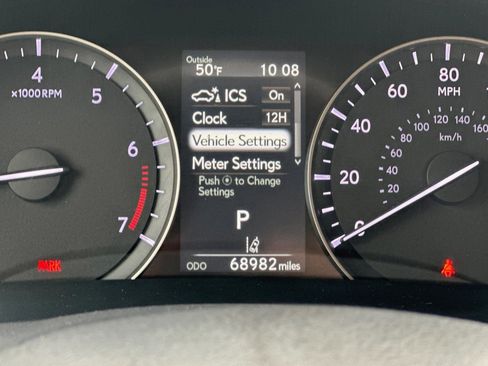 Outside
50°F 10 08
ICS On
Clock 12H
Vehicle Settings
Meter Settings
Push to Change
Settings
P
ODO 68982 miles
4
x1000 RPM
5
6
7
PARK
80
MPH
60
40
20
0
160
140
120
100
80
60
40
20
km/h